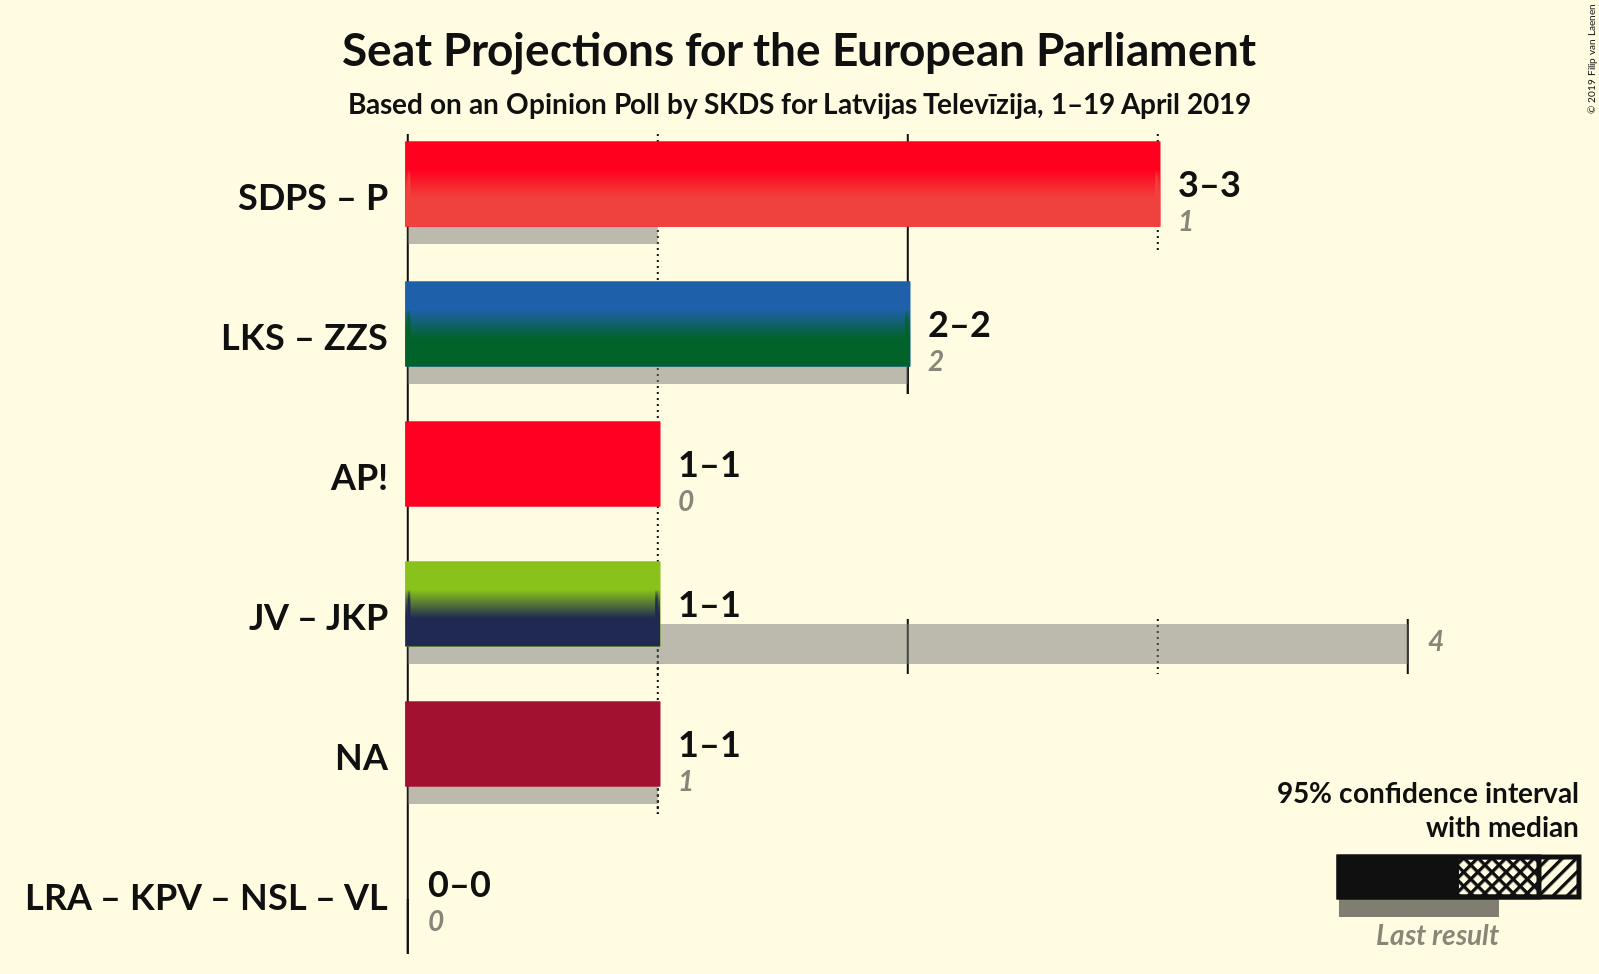 Seat Projections for the European Parliament
Based on an Opinion Poll by SKDS for Latvijas Televīzija, 1–19 April 2019
© 2019 Filip van Laenen
SDPS – P
3–3
1
LKS – ZZS
2–2
2
AP!
1–1
0
JV – JKP
1–1
4
NA
1–1
1
LRA – KPV – NSL – VL
0–0
0
95% confidence interval
with median
Last result